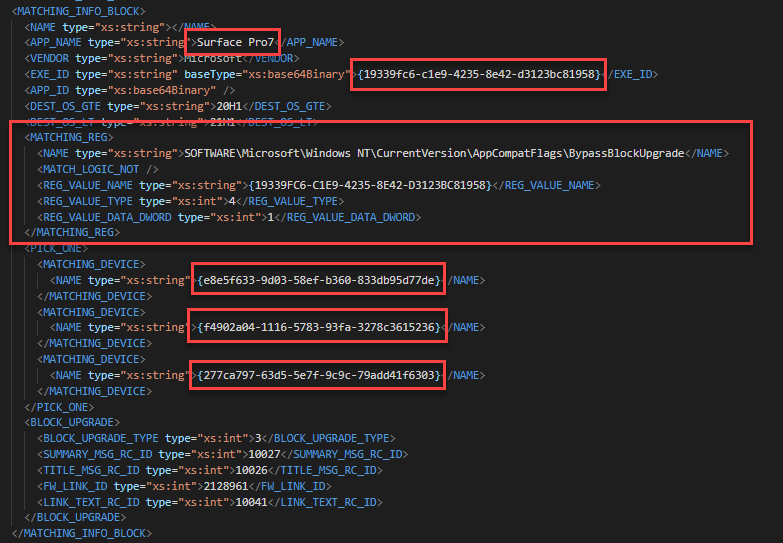 <MATCHING_INFO_BLOCK>
<NAME type="xs:string"></NAME>
<APP_NAME type="xs:string">Surface Pro7</APP_NAME>
<VENDOR type="xs:string">Microsoft</VENDOR>
<EXE_ID type="xs:string" baseType="xs:base64Binary">{19339fc6-c1e9-4235-8e42-d3123bc81958}</EXE_ID>
<APP_ID type="xs:base64Binary" />
<DEST_OS_GTE type="xs:string">20H1</DEST_OS_GTE>
<DEST_OS_LT type="xs:string">21H1</DEST_OS_LT>
<MATCHING_REG>
<NAME type="xs:string">SOFTWARE\Microsoft\Windows NT\CurrentVersion\AppCompatFlags\BypassBlockUpgrade</NAME>
<MATCH_LOGIC_NOT />
<REG_VALUE_NAME type="xs:string">{19339FC6-C1E9-4235-8E42-D3123BC81958}</REG_VALUE_NAME>
<REG_VALUE_TYPE type="xs:int">4</REG_VALUE_TYPE>
<REG_VALUE_DATA_DWORD type="xs:int">1</REG_VALUE_DATA_DWORD>
</MATCHING_REG>
<PICK_ONE>
<MATCHING_DEVICE>
<NAME type="xs:string">{e8e5f633-9d03-58ef-b360-833db95d77de}</NAME>
</MATCHING_DEVICE>
<MATCHING_DEVICE>
<NAME type="xs:string">{f4902a04-1116-5783-93fa-3278c3615236}</NAME>
</MATCHING_DEVICE>
<MATCHING_DEVICE>
<NAME type="xs:string">{277ca797-63d5-5e7f-9c9c-79add41f6303}</NAME>
</MATCHING_DEVICE>
</PICK_ONE>
<BLOCK_UPGRADE>
<BLOCK_UPGRADE_TYPE type="xs:int">3</BLOCK_UPGRADE_TYPE>
<SUMMARY_MSG_RC_ID type="xs:int">10027</SUMMARY_MSG_RC_ID>
<TITLE_MSG_RC_ID type="xs:int">10026</TITLE_MSG_RC_ID>
<FW_LINK_ID type="xs:int">2128961</FW_LINK_ID>
<LINK_TEXT_RC_ID type="xs:int">10041</LINK_TEXT_RC_ID>
</BLOCK_UPGRADE>
</MATCHING_INFO_BLOCK>